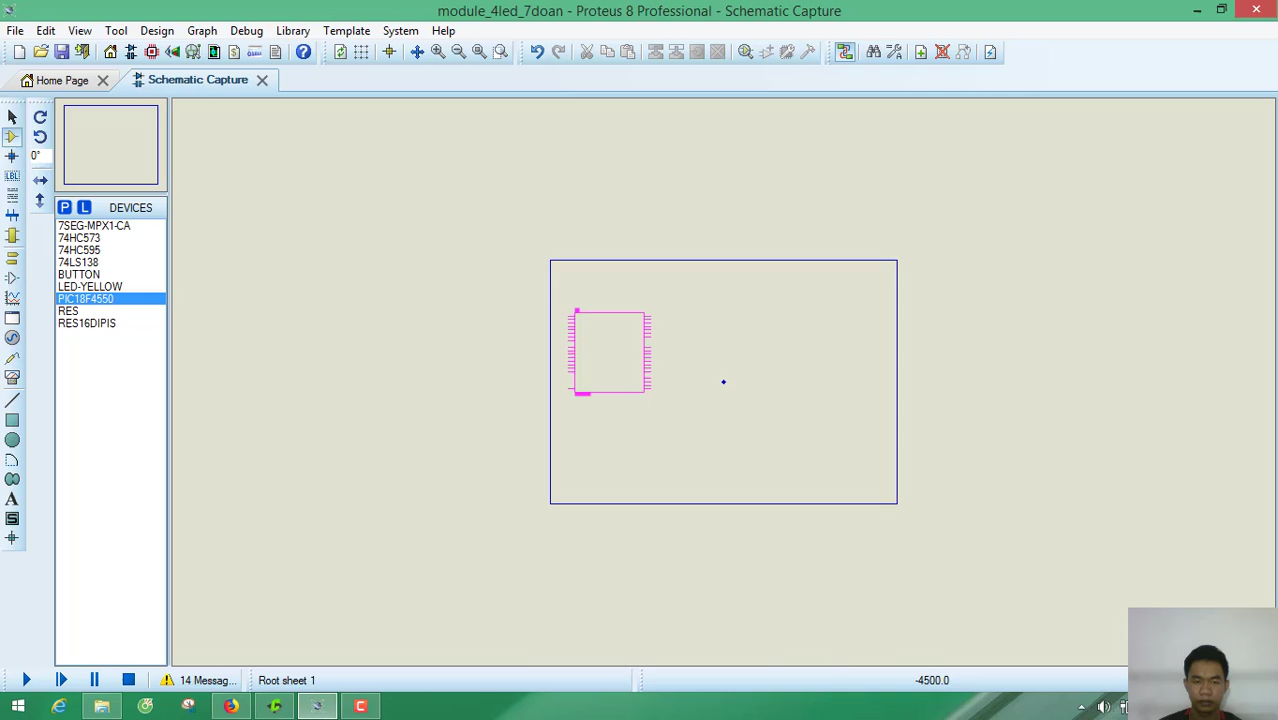 module_4led_7doan - Proteus 8 Professional - Schematic Capture
File Edit View Tool Design Graph Debug Library Template System Help
Home Page Schematic Capture
0°
LBL
P L DEVICES
7SEG-MPX1-CA
74HC573
74HC595
74LS138
BUTTON
LED-YELLOW
PIC18F4550
RES
RES16DIPIS
A
S
14 Messag... Root sheet 1 -4500.0